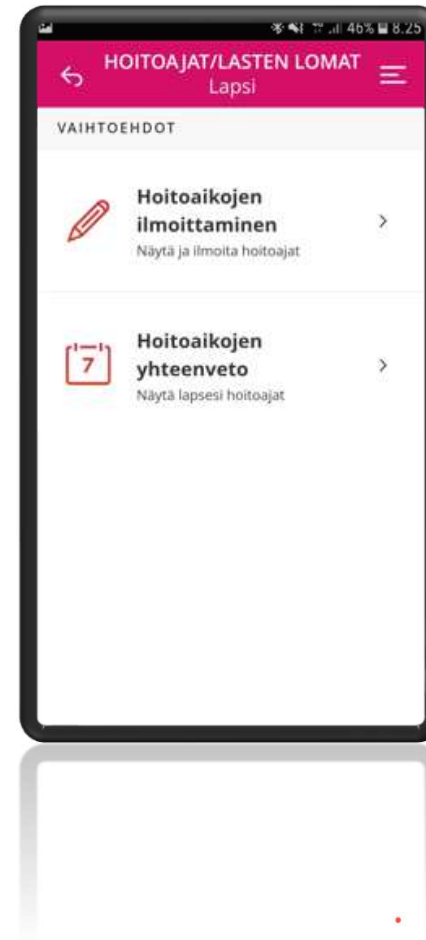 46% 8.25
HOITOAJAT/LASTEN LOMAT
Lapsi
VAIHTOEHDOT
Hoitoaikojen
ilmoittaminen
Näytä ja ilmoita hoitoajat
7
Hoitoaikojen
yhteenveto
Näytä lapsesi hoitoajat